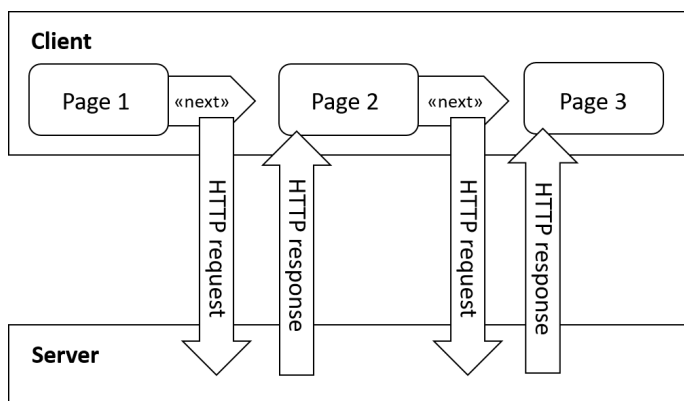 Client
Page 1
«next»
Page 2
«next»
Page 3
HTTP request
HTTP response
HTTP request
HTTP response
Server